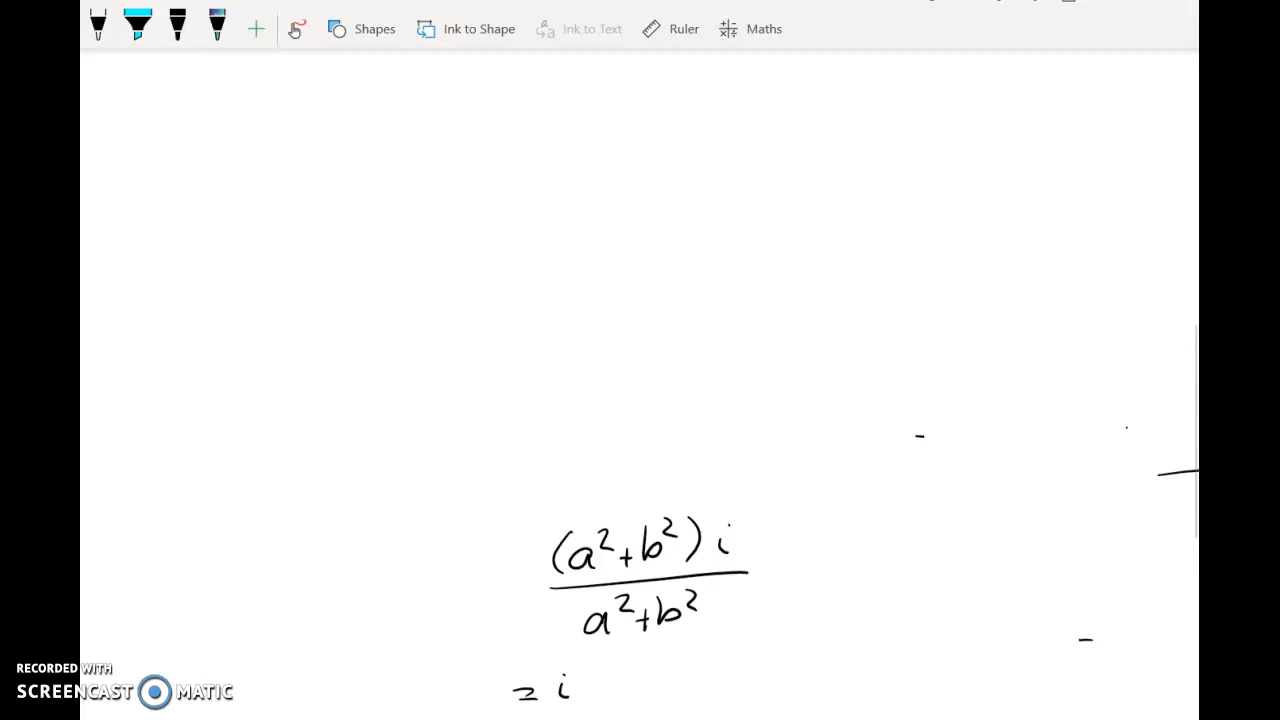 Shapes Ink to Shape Ink to Text Ruler Maths
(a²+b²) i
a²+b²
= i
RECORDED WITH
SCREENCAST MATIC